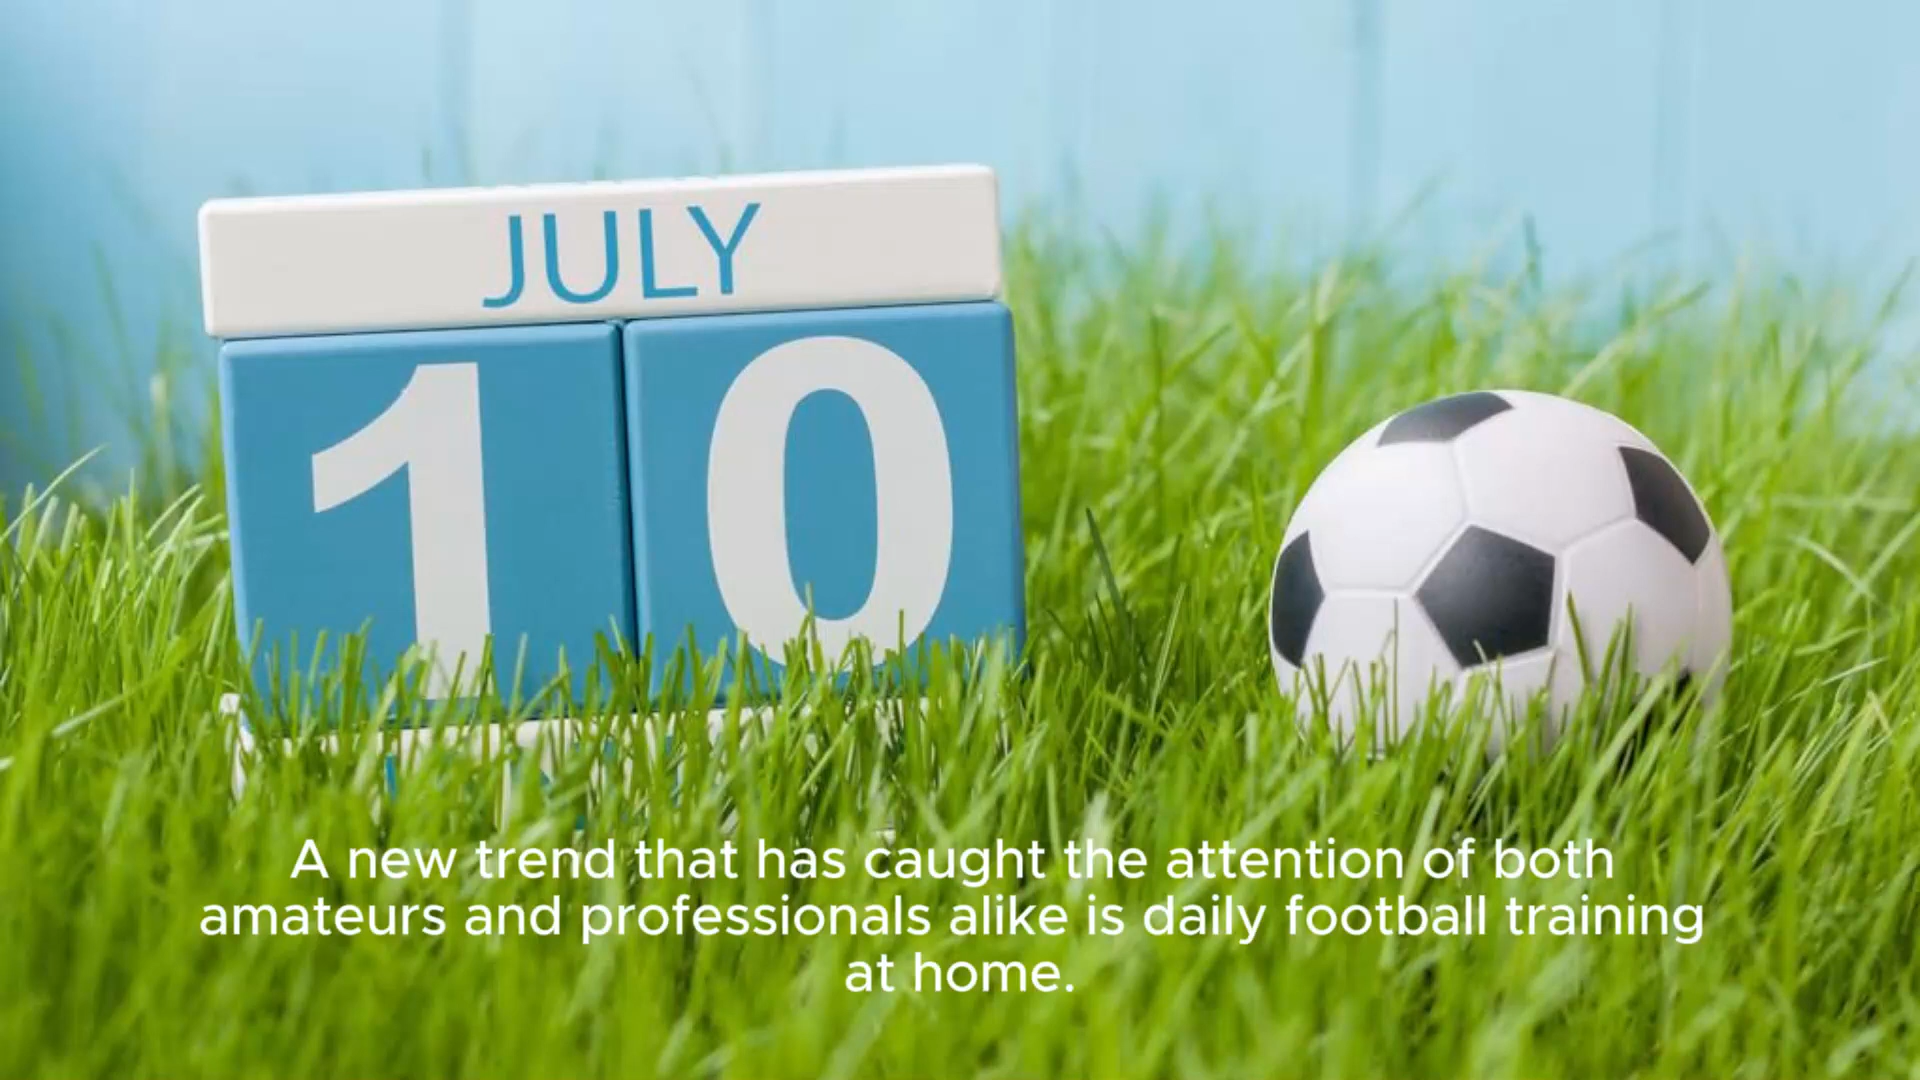 JULY
10
A new trend that has caught the attention of both
amateurs and professionals alike is daily football training
at home.